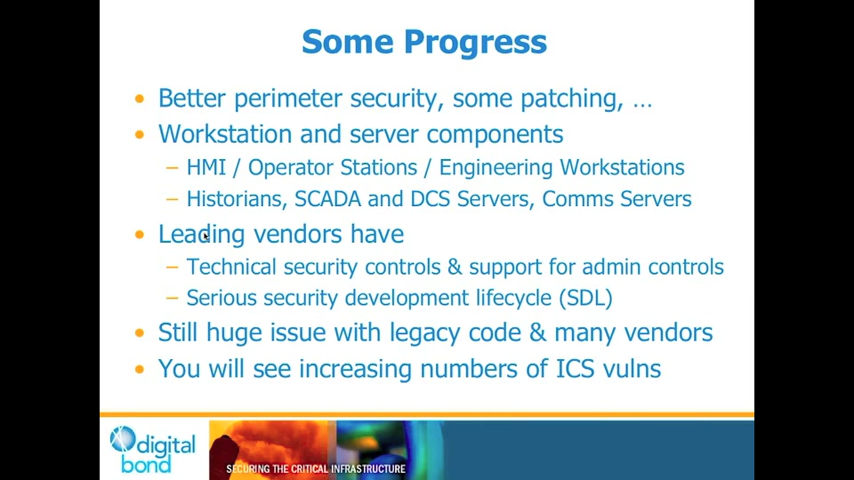 Some Progress
• Better perimeter security, some patching, …
• Workstation and server components
– HMI / Operator Stations / Engineering Workstations
– Historians, SCADA and DCS Servers, Comms Servers
• Leading vendors have
– Technical security controls & support for admin controls
– Serious security development lifecycle (SDL)
• Still huge issue with legacy code & many vendors
• You will see increasing numbers of ICS vulns
digital
bond
SECURING THE CRITICAL INFRASTRUCTURE